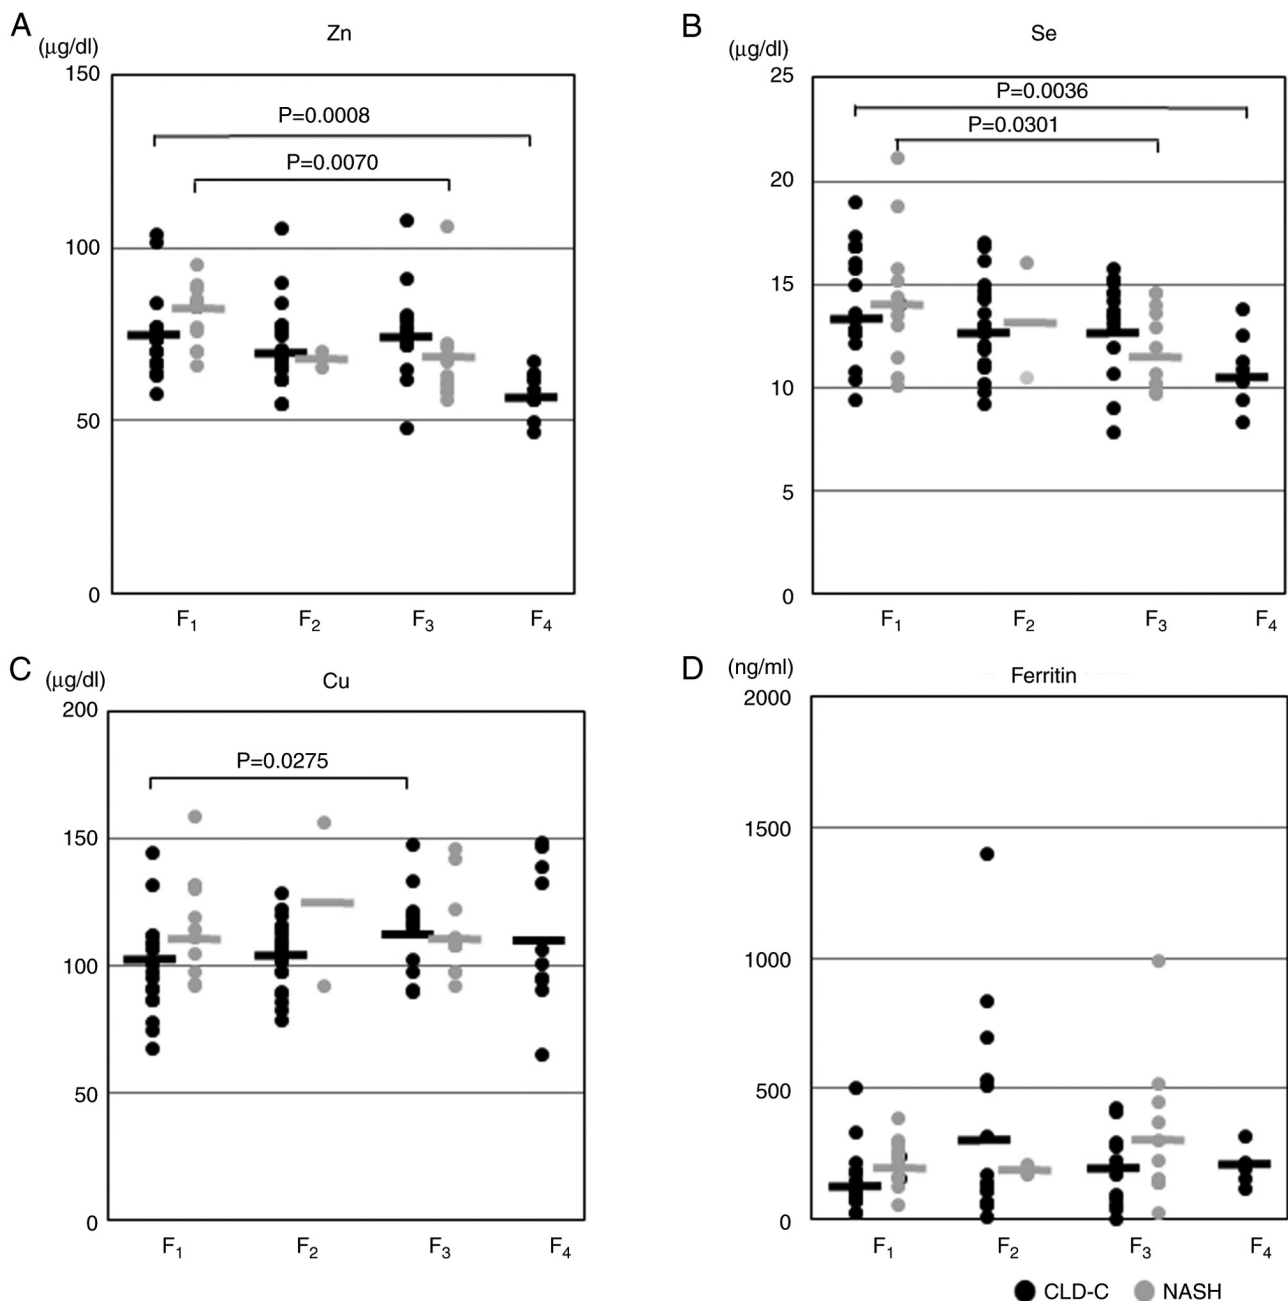 A
Zn
(μg/dl)
150
P=0.0008
P=0.0070
100
50
0
F1
F2
F3
F4
B
Se
(μg/dl)
25
P=0.0036
P=0.0301
20
15
10
5
0
F1
F2
F3
F4
C
Cu
(μg/dl)
200
P=0.0275
150
100
50
0
F1
F2
F3
F4
D
Ferritin
(ng/ml)
2000
1500
1000
500
0
F1
F2
F3
F4
CLD-C
NASH